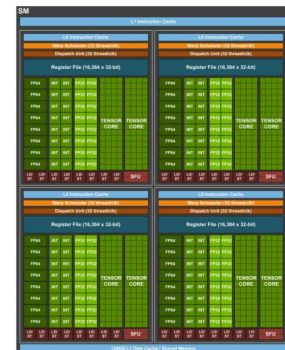 SM
L1 Instruction Cache
L0 Instruction Cache
Warp Scheduler (32 thread/clk)
Dispatch Unit (32 thread/clk)
Register File (16,384 x 32-bit)
FP64 INT INT FP32 FP32
FP64 INT INT FP32 FP32
FP64 INT INT FP32 FP32
FP64 INT INT FP32 FP32
TENSOR TENSOR
CORE CORE
FP64 INT INT FP32 FP32
FP64 INT INT FP32 FP32
FP64 INT INT FP32 FP32
FP64 INT INT FP32 FP32
LD/ LD/ LD/ LD/ LD/ LD/ LD/ LD/ SFU
ST ST ST ST ST ST ST ST
L0 Instruction Cache
Warp Scheduler (32 thread/clk)
Dispatch Unit (32 thread/clk)
Register File (16,384 x 32-bit)
FP64 INT INT FP32 FP32
FP64 INT INT FP32 FP32
FP64 INT INT FP32 FP32
FP64 INT INT FP32 FP32
TENSOR TENSOR
CORE CORE
FP64 INT INT FP32 FP32
FP64 INT INT FP32 FP32
FP64 INT INT FP32 FP32
FP64 INT INT FP32 FP32
LD/ LD/ LD/ LD/ LD/ LD/ LD/ LD/ SFU
ST ST ST ST ST ST ST ST
L0 Instruction Cache
Warp Scheduler (32 thread/clk)
Dispatch Unit (32 thread/clk)
Register File (16,384 x 32-bit)
FP64 INT INT FP32 FP32
FP64 INT INT FP32 FP32
FP64 INT INT FP32 FP32
FP64 INT INT FP32 FP32
TENSOR TENSOR
CORE CORE
FP64 INT INT FP32 FP32
FP64 INT INT FP32 FP32
FP64 INT INT FP32 FP32
FP64 INT INT FP32 FP32
LD/ LD/ LD/ LD/ LD/ LD/ LD/ LD/ SFU
ST ST ST ST ST ST ST ST
L0 Instruction Cache
Warp Scheduler (32 thread/clk)
Dispatch Unit (32 thread/clk)
Register File (16,384 x 32-bit)
FP64 INT INT FP32 FP32
FP64 INT INT FP32 FP32
FP64 INT INT FP32 FP32
FP64 INT INT FP32 FP32
TENSOR TENSOR
CORE CORE
FP64 INT INT FP32 FP32
FP64 INT INT FP32 FP32
FP64 INT INT FP32 FP32
FP64 INT INT FP32 FP32
LD/ LD/ LD/ LD/ LD/ LD/ LD/ LD/ SFU
ST ST ST ST ST ST ST ST
128KB L1 Data Cache / Shared Memory